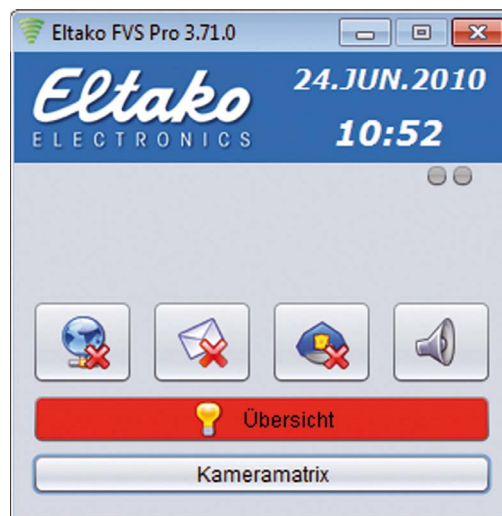 Eltako FVS Pro 3.71.0
Eltako
ELECTRONICS
24.JUN.2010
10:52
Übersicht
Kameramatrix